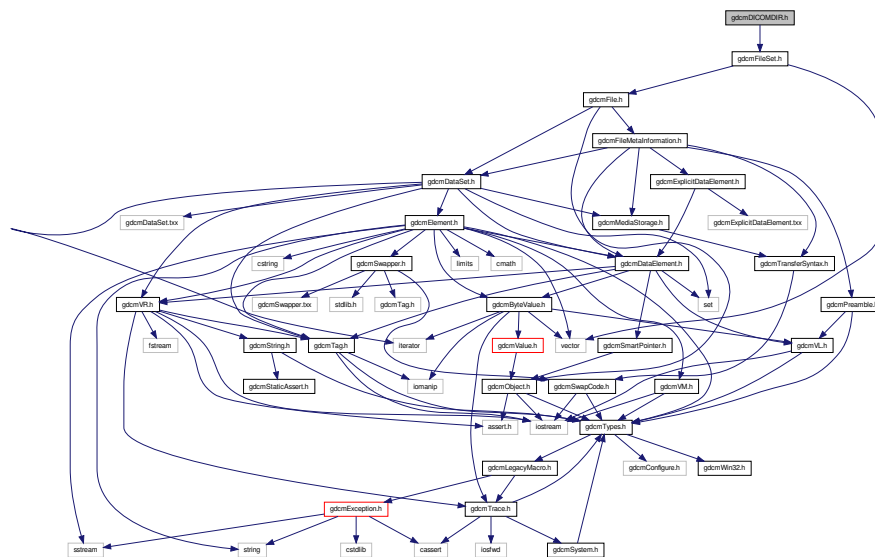 gdcmDICOMDIR.h
gdcmFileSet.h
gdcmFile.h
gdcmFileMetaInformation.h
gdcmDataSet.h
gdcmExplicitDataElement.h
gdcmDataSet.txx
gdcmElement.h
gdcmMediaStorage.h
gdcmExplicitDataElement.txx
cstring
gdcmSwapper.h
limits
cmath
gdcmDataElement.h
gdcmTransferSyntax.h
gdcmVR.h
gdcmSwapper.txx
stdlib.h
gdcmTag.h
gdcmByteValue.h
set
gdcmPreamble.h
fstream
gdcmString.h
gdcmTag.h
iterator
gdcmValue.h
vector
gdcmSmartPointer.h
gdcmVL.h
gdcmStaticAssert.h
iomanip
gdcmObject.h
gdcmSwapCode.h
gdcmVM.h
assert.h
iostream
gdcmTypes.h
gdcmLegacyMacro.h
gdcmConfigure.h
gdcmWin32.h
gdcmException.h
gdcmTrace.h
sstream
string
cstdlib
cassert
iosfwd
gdcmSystem.h